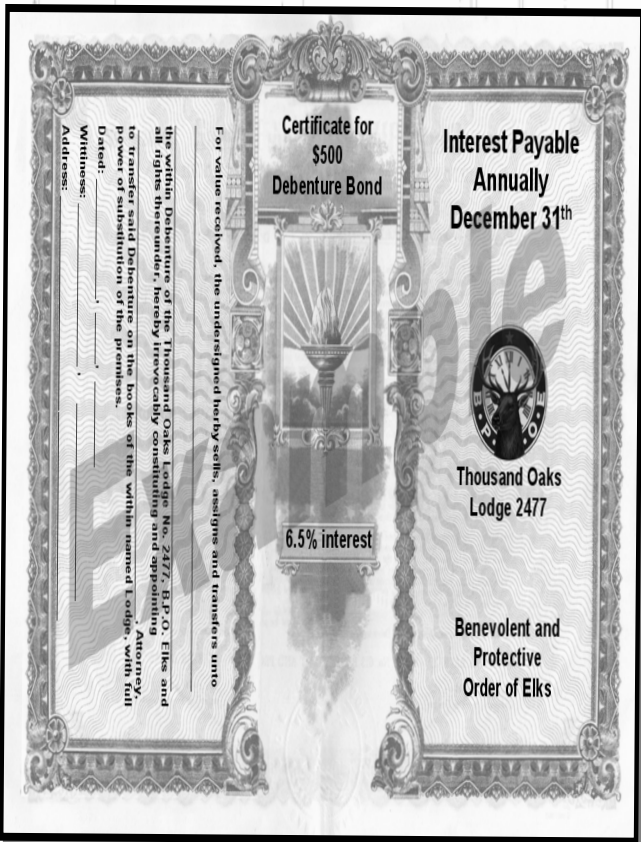 For value received, the undersigned herby sells, assigns and transfers unto
the within Debenture of the Thousand Oaks Lodge No. 2477, B.P.O. Elks and
all rights thereunder, hereby irrevocably constituting and appointing
, Attorney,
to transfer said Debenture on the books of the within named Lodge, with full
power of substitution of the premises.
Dated: , ,
Wittiness: ,
Address:
Certificate for
$500
Debenture Bond
6.5% interest
Interest Payable
Annually
December 31th
B P O E
Thousand Oaks
Lodge 2477
Benevolent and
Protective
Order of Elks
Example